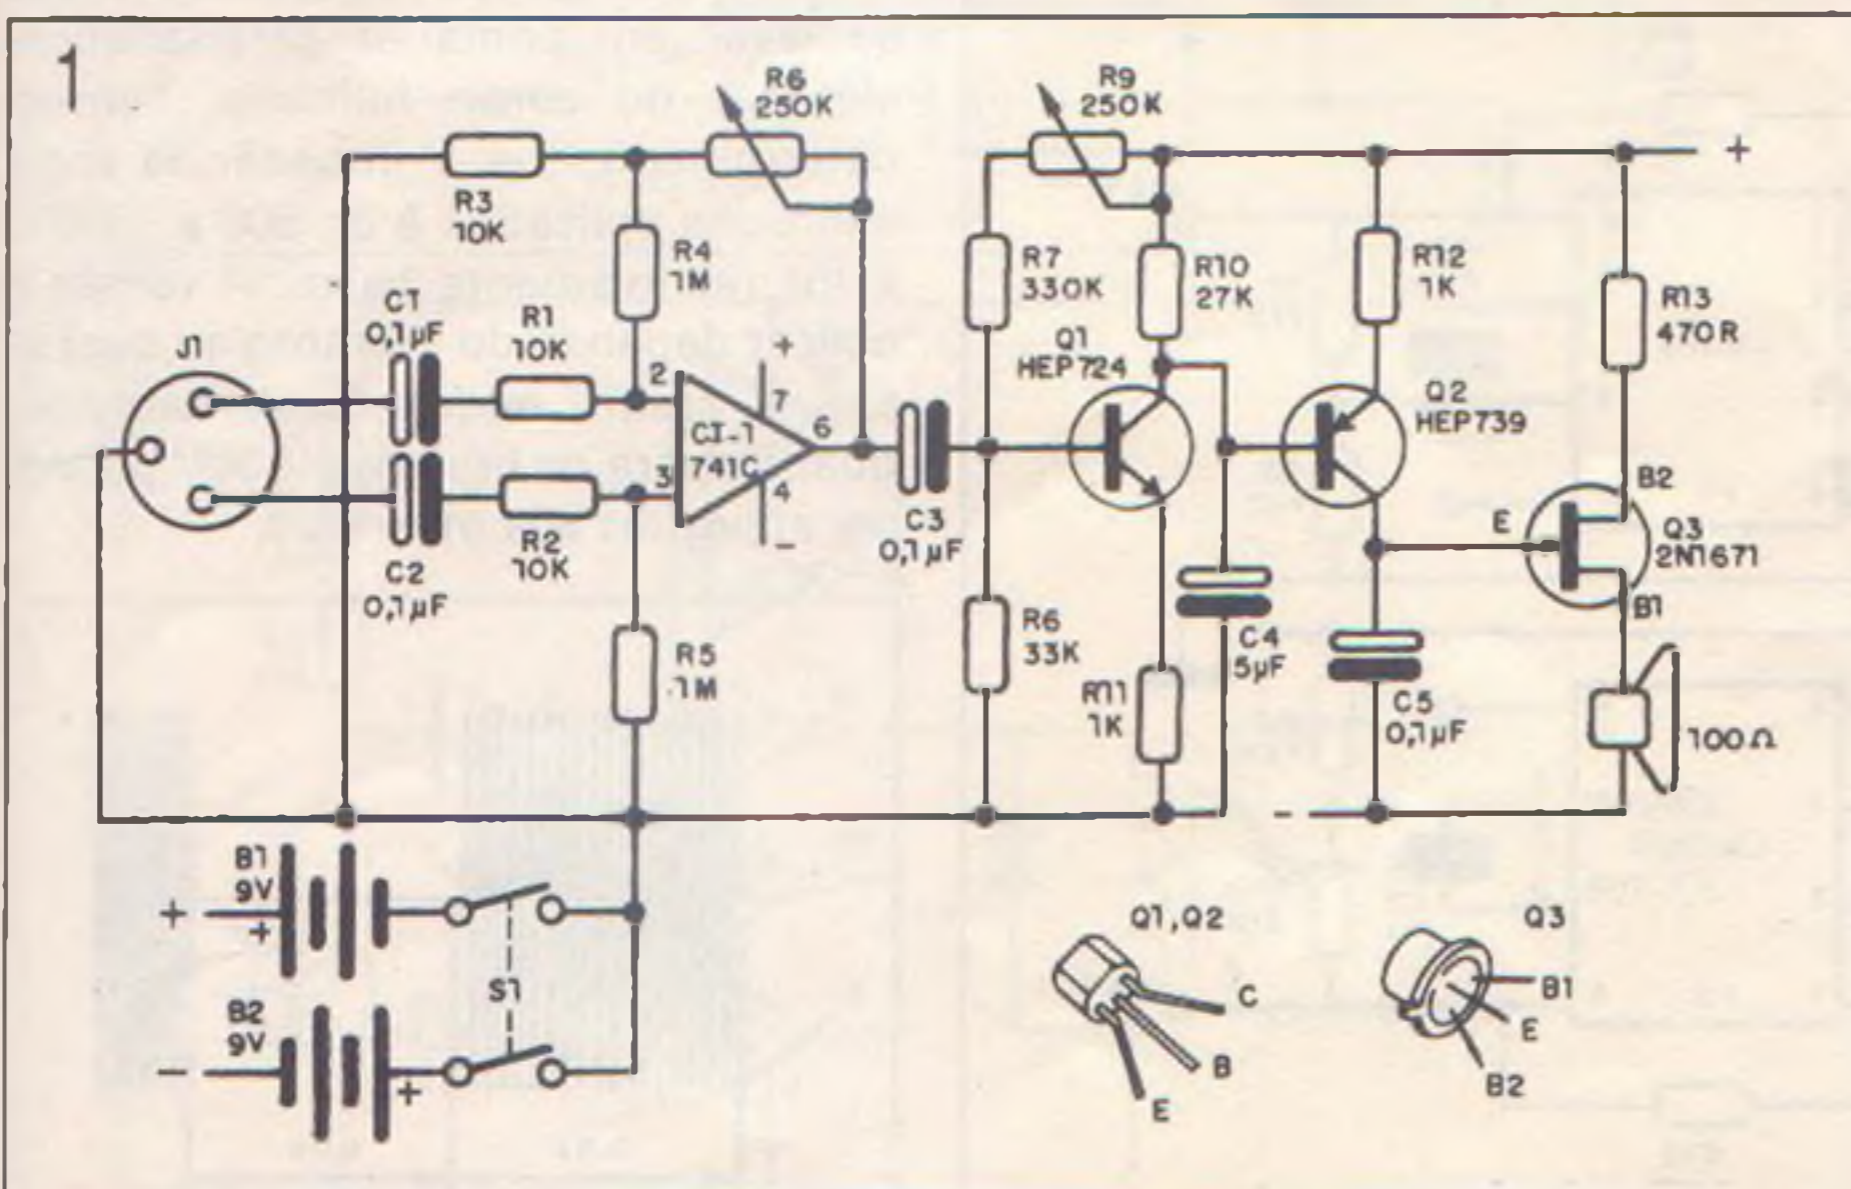 1
R6
250K
R9
250K
+
R3
10K
R4
1M
R7
330K
R10
27K
R12
1K
R13
470R
C1
0,1µF
R1
10K
J1
+
2
7
CI-1
741C
6
3
4
-
Q1
HEP724
Q2
HEP739
B2
E
Q3
2N1671
B1
R2
10K
C2
0,1µF
C3
0,1µF
R5
1M
R6
33K
R11
1K
C4
5µF
C5
0,1µF
100Ω
-
B1
9V
+
+
S1
B2
9V
-
+
Q1,Q2
C
B
E
Q3
B1
E
B2